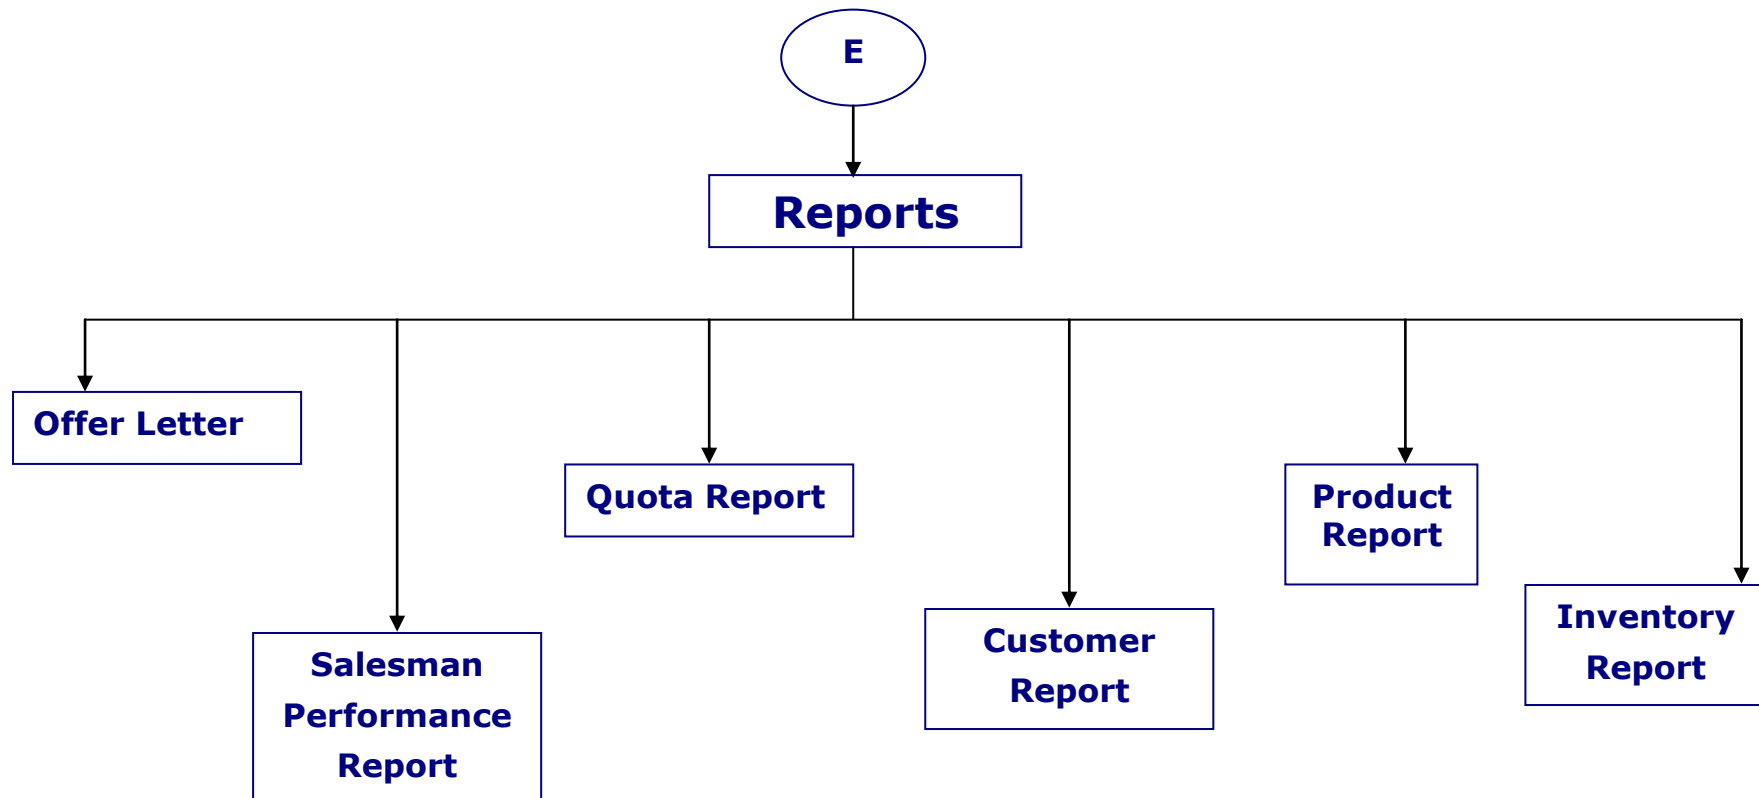 E
Reports
Offer Letter
Salesman
Performance
Report
Quota Report
Customer
Report
Product
Report
Inventory
Report